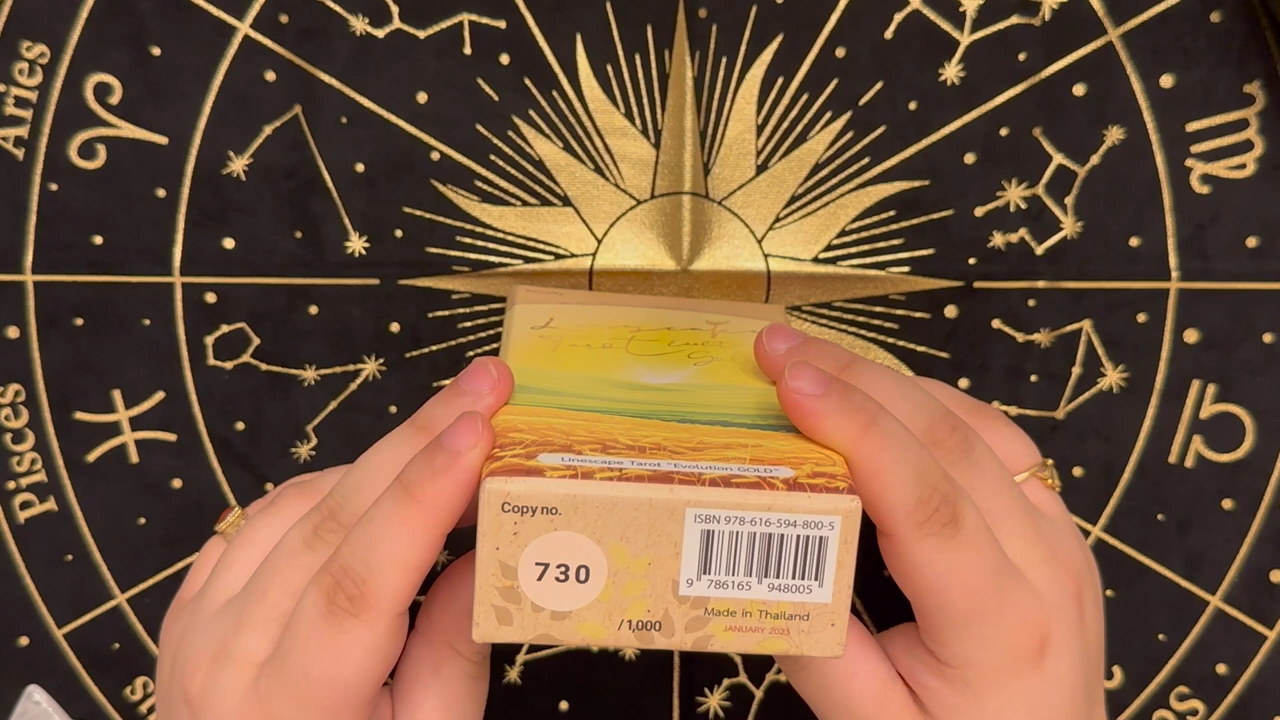 Aries
Pisces
Linescape Tarot "Evolution GOLD"
Copy no.
730
/1,000
ISBN 978-616-594-800-5
9 786165 948005
Made in Thailand
JANUARY 2023